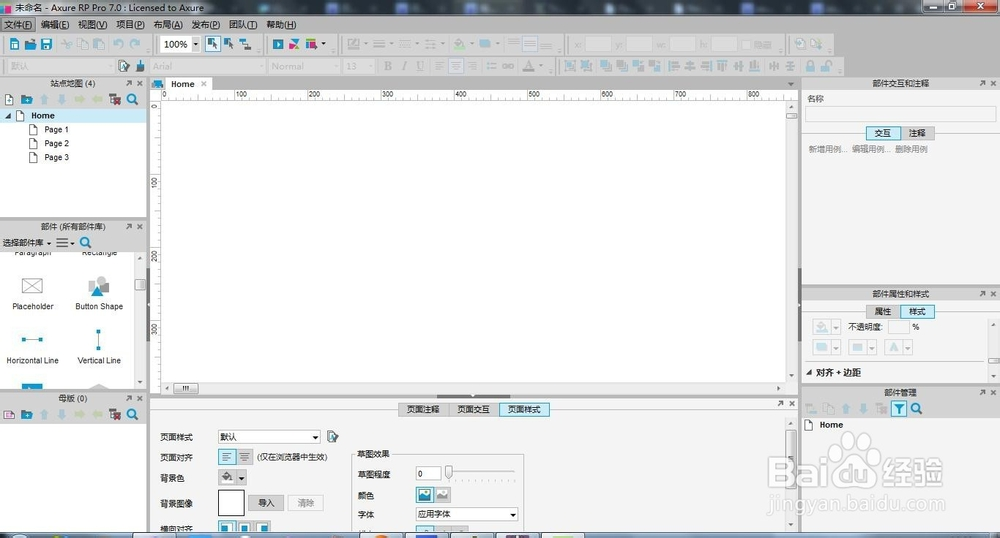 未命名 - Axure RP Pro 7.0 : Licensed to Axure
文件(F) 编辑(E) 视图(V) 项目(P) 布局(A) 发布(P) 团队(T) 帮助(H)
100% x: y: w: h: 隐藏
默认 Arial Normal 13 B I U A
站点地图 (4)
Home
Page 1
Page 2
Page 3
部件 (所有部件库)
选择部件库
Paragraph Rectangle
Placeholder Button Shape
Horizontal Line Vertical Line
母版 (0)
Home
0 100 200 300 400 500 600 700 800
0
100
200
300
页面注释 页面交互 页面样式
页面样式 默认
页面对齐 (仅在浏览器中生效)
背景色
背景图像 导入 清除
横向对齐
草图效果
草图程度 0
颜色
字体 应用字体
部件交互和注释
名称
交互 注释
新增用例... 编辑用例... 删除用例
部件属性和样式
属性 样式
不透明度: %
对齐 + 边距
部件管理
Home
Baidu 经验
jingyan.baidu.com